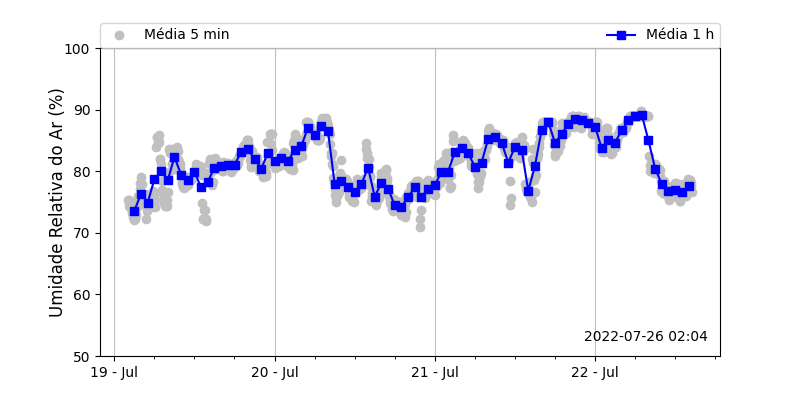 Média 5 min
Média 1 h
100
90
80
70
60
50
Umidade Relativa do Ar (%)
2022-07-26 02:04
19 - Jul
20 - Jul
21 - Jul
22 - Jul